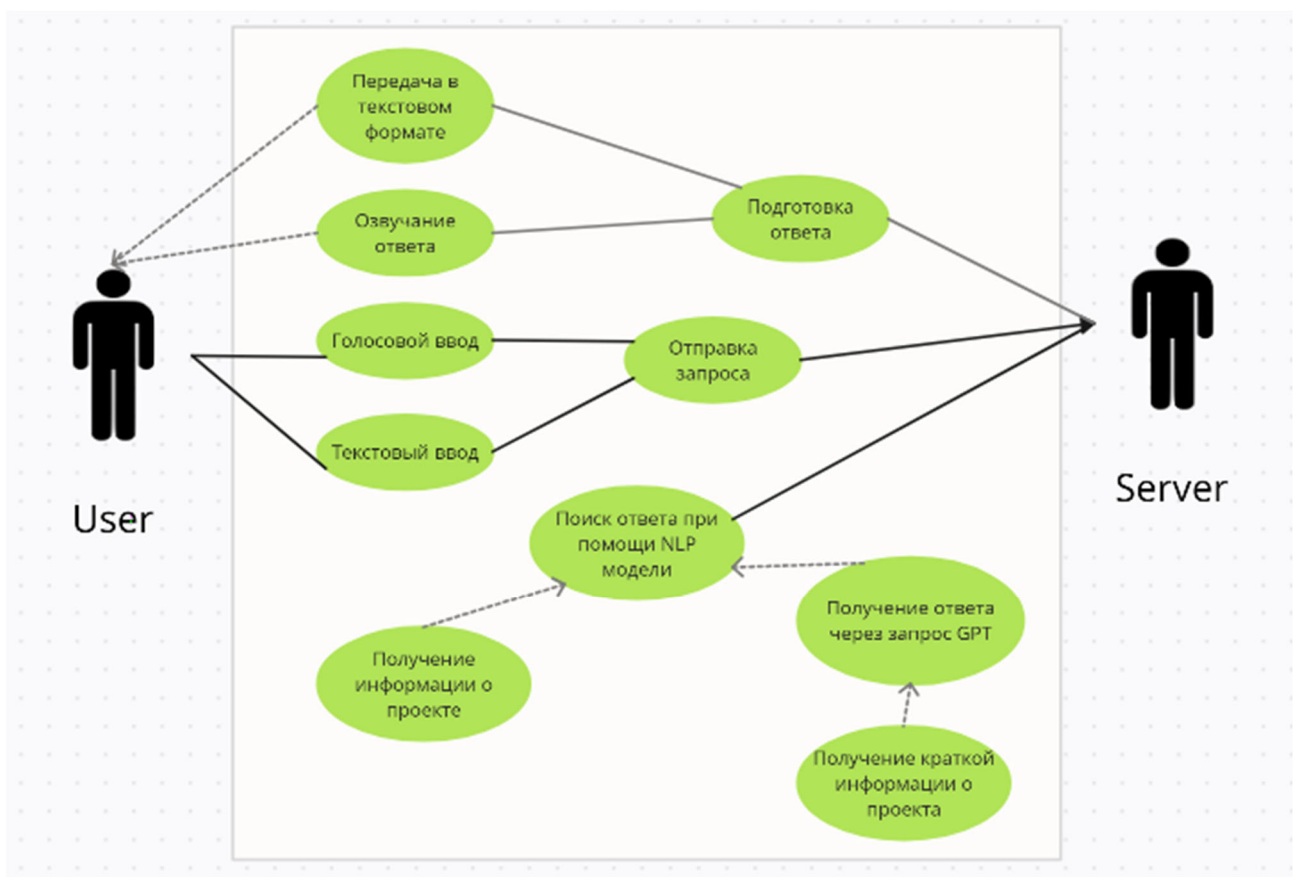 Передача в
текстовом
формате
Озвучание
ответа
Подготовка
ответа
Голосовой ввод
Отправка
запроса
Текстовый ввод
User
Server
Поиск ответа при
помощи NLP
модели
Получение ответа
через запрос GPT
Получение
информации о
проекте
Получение краткой
информации о
проекта